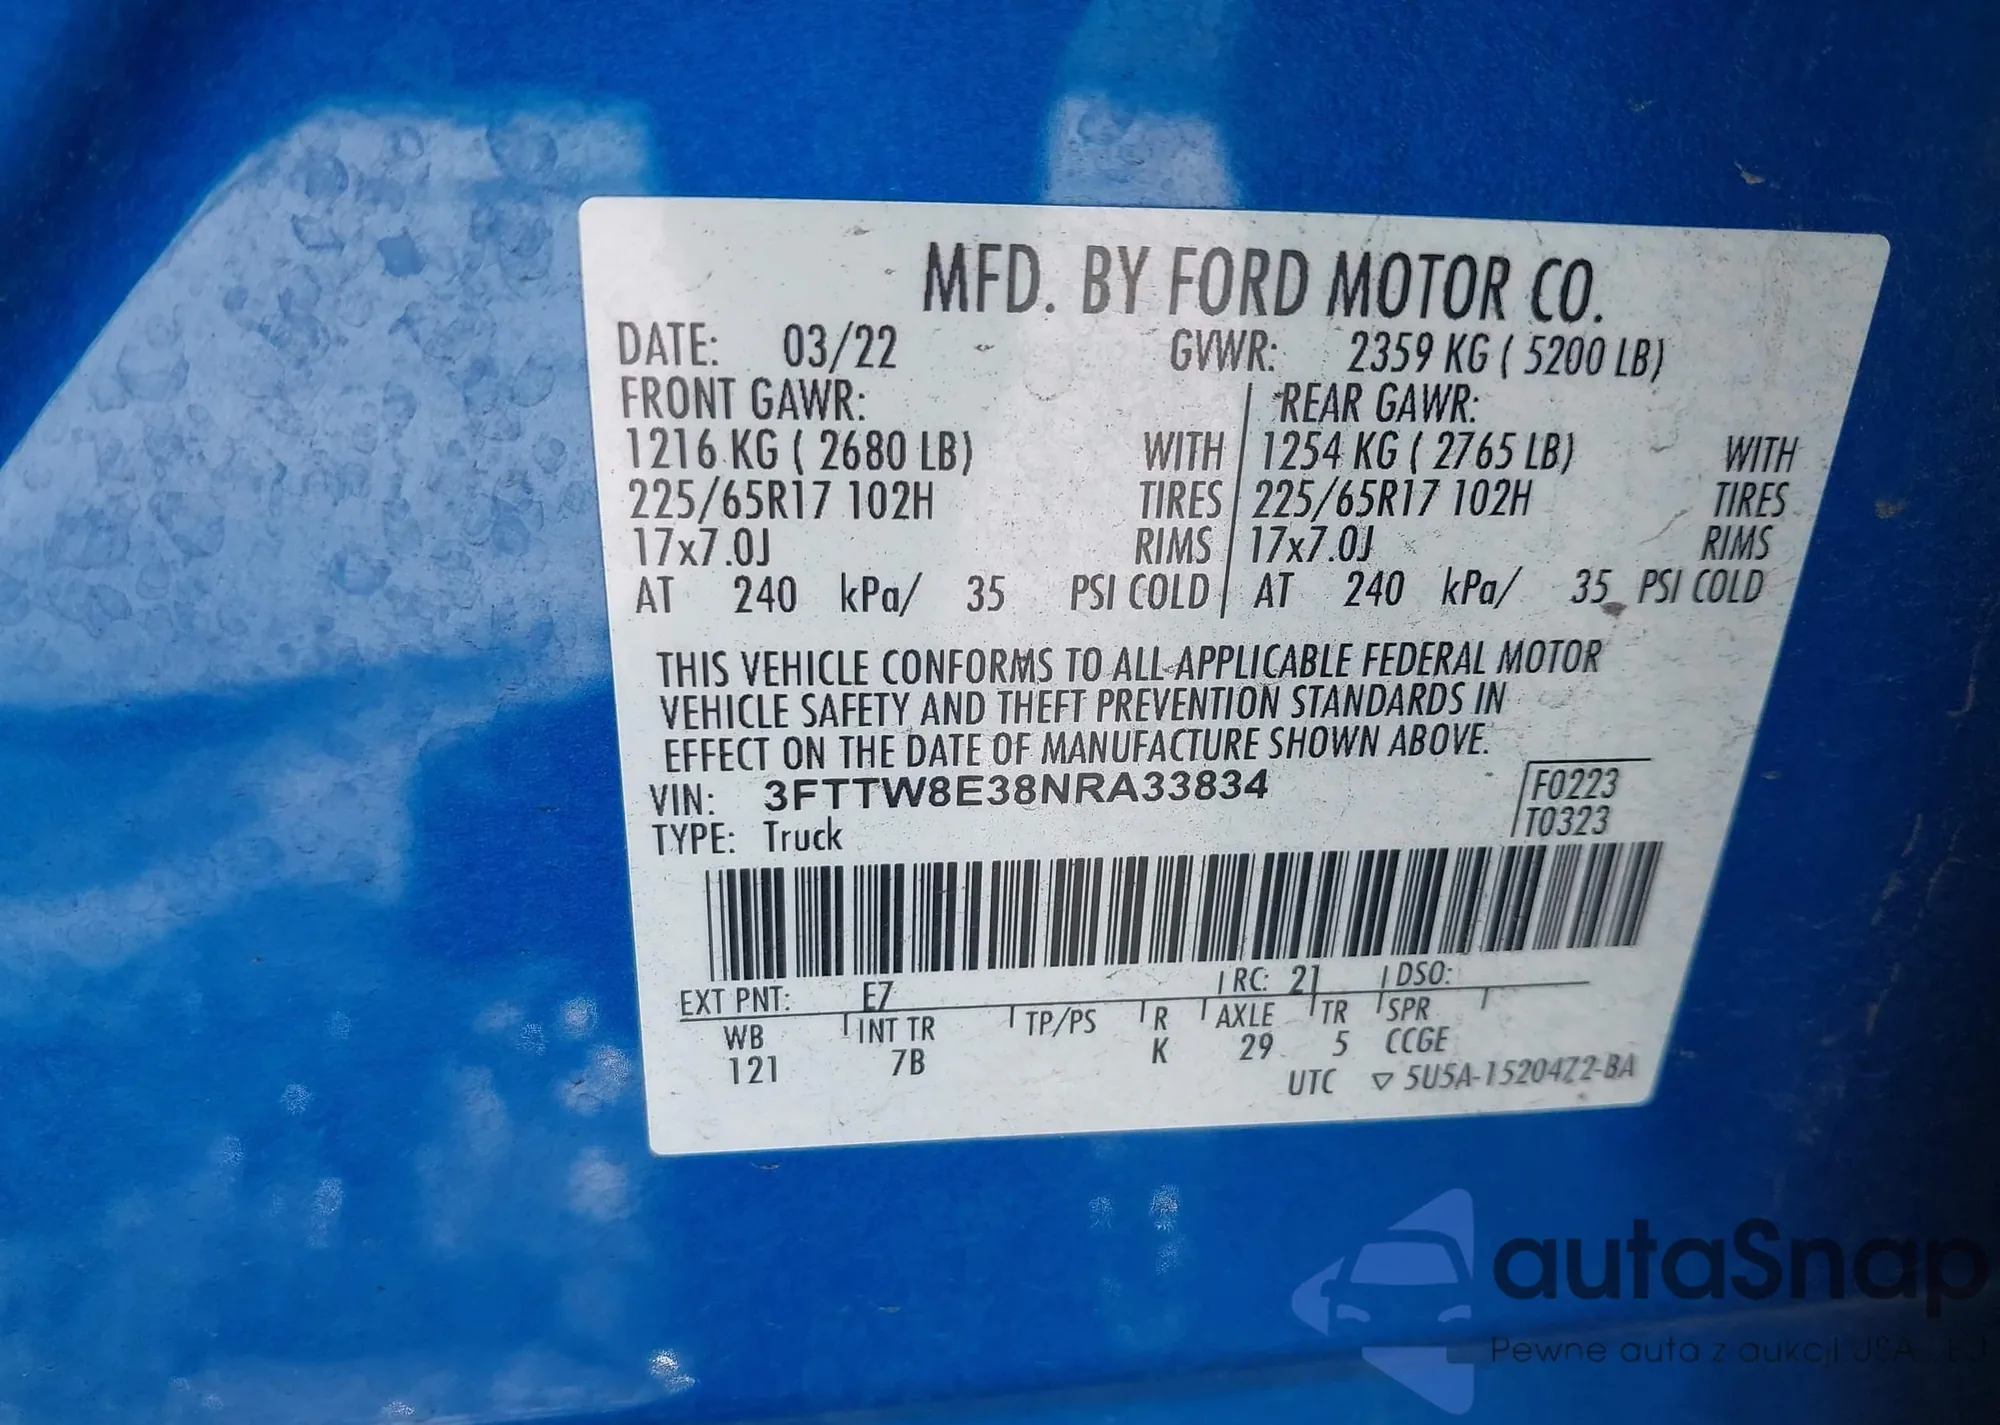 MFD. BY FORD MOTOR CO.
DATE: 03/22 GVWR: 2359 KG ( 5200 LB)
FRONT GAWR: REAR GAWR:
1216 KG ( 2680 LB) WITH 1254 KG ( 2765 LB) WITH
225/65R17 102H TIRES 225/65R17 102H TIRES
17x7.0J RIMS 17x7.0J RIMS
AT 240 kPa/ 35 PSI COLD AT 240 kPa/ 35 PSI COLD
THIS VEHICLE CONFORMS TO ALL APPLICABLE FEDERAL MOTOR
VEHICLE SAFETY AND THEFT PREVENTION STANDARDS IN
EFFECT ON THE DATE OF MANUFACTURE SHOWN ABOVE.
VIN: 3FTTW8E38NRA33834 F0223
TYPE: Truck T0323
EXT PNT: E7 RC: 21 DSO:
WB INT TR TP/PS R AXLE TR SPR
121 7B K 29 5 CCGE
UTC ▽ 5U5A-15204Z2-BA
autaSnap
Pewne auta z aukcji USA